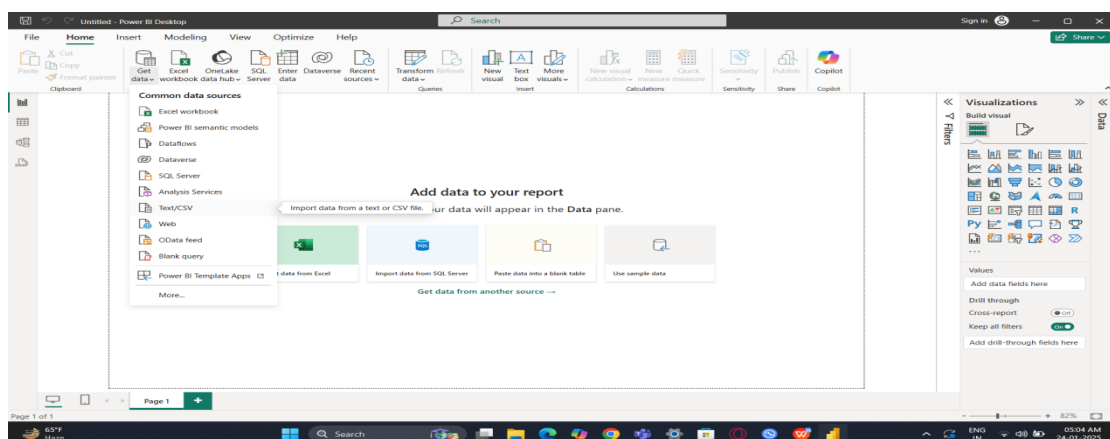 Untitled - Power BI Desktop
Search
Sign in
File Home Insert Modeling View Optimize Help
Share
Paste
Cut
Copy
Format painter
Clipboard
Get data
Excel workbook
OneLake data hub
SQL Server
Enter data
Dataverse
Recent sources
Transform data
Refresh
Queries
New visual
Text box
More visuals
Insert
New visual calculation
New measure
Quick measure
Calculations
Sensitivity
Sensitivity
Publish
Share
Copilot
Copilot
Common data sources
Excel workbook
Power BI semantic models
Dataflows
Dataverse
SQL Server
Analysis Services
Text/CSV
Web
OData feed
Blank query
Power BI Template Apps
More...
Import data from a text or CSV file.
Add data to your report
ur data will appear in the Data pane.
SQL
t data from Excel
Import data from SQL Server
Paste data into a blank table
Use sample data
Get data from another source →
Filters
Visualizations
Build visual
R
Py
...
Values
Add data fields here
Drill through
Cross-report
Off
Keep all filters
On
Add drill-through fields here
Data
Page 1
Page 1 of 1
82%
65°F
Haze
Search
ENG
IN
05:04 AM
24-01-2025